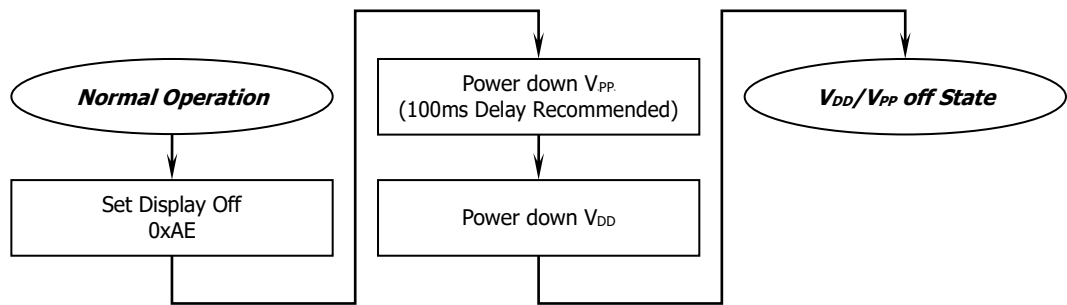 Normal Operation
Set Display Off
0xAE
Power down VPP.
(100ms Delay Recommended)
Power down VDD
VDD/VPP off State